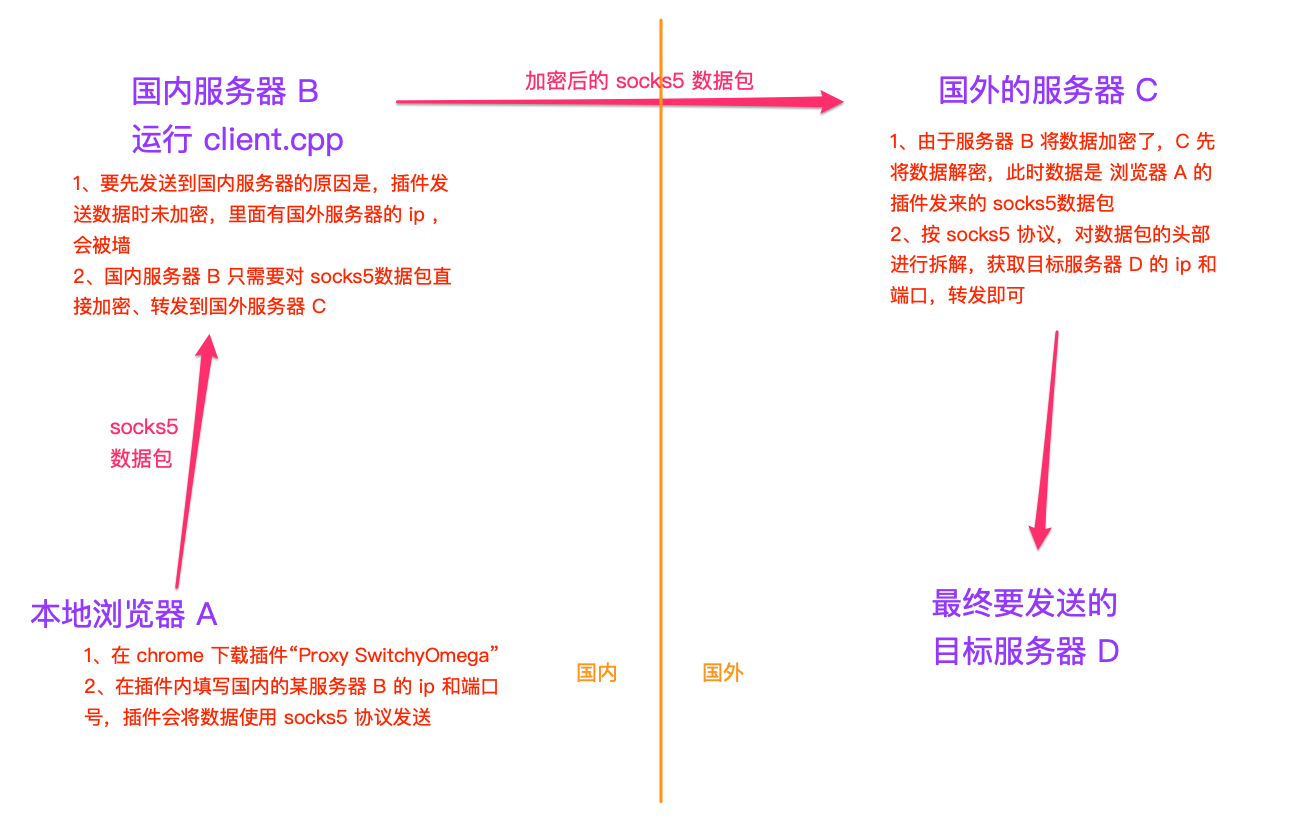 国内服务器 B
运行 client.cpp
1、要先发送到国内服务器的原因是，插件发
送数据时未加密，里面有国外服务器的 ip ，
会被墙
2、国内服务器 B 只需要对 socks5数据包直
接加密、转发到国外服务器 C
加密后的 socks5 数据包
国外的服务器 C
1、由于服务器 B 将数据加密了，C 先
将数据解密，此时数据是 浏览器 A 的
插件发来的 socks5数据包
2、按 socks5 协议，对数据包的头部
进行拆解，获取目标服务器 D 的 ip 和
端口，转发即可
socks5
数据包
本地浏览器 A
1、在 chrome 下载插件“Proxy SwitchyOmega”
2、在插件内填写国内的某服务器 B 的 ip 和端口
号，插件会将数据使用 socks5 协议发送
国内
国外
最终要发送的
目标服务器 D